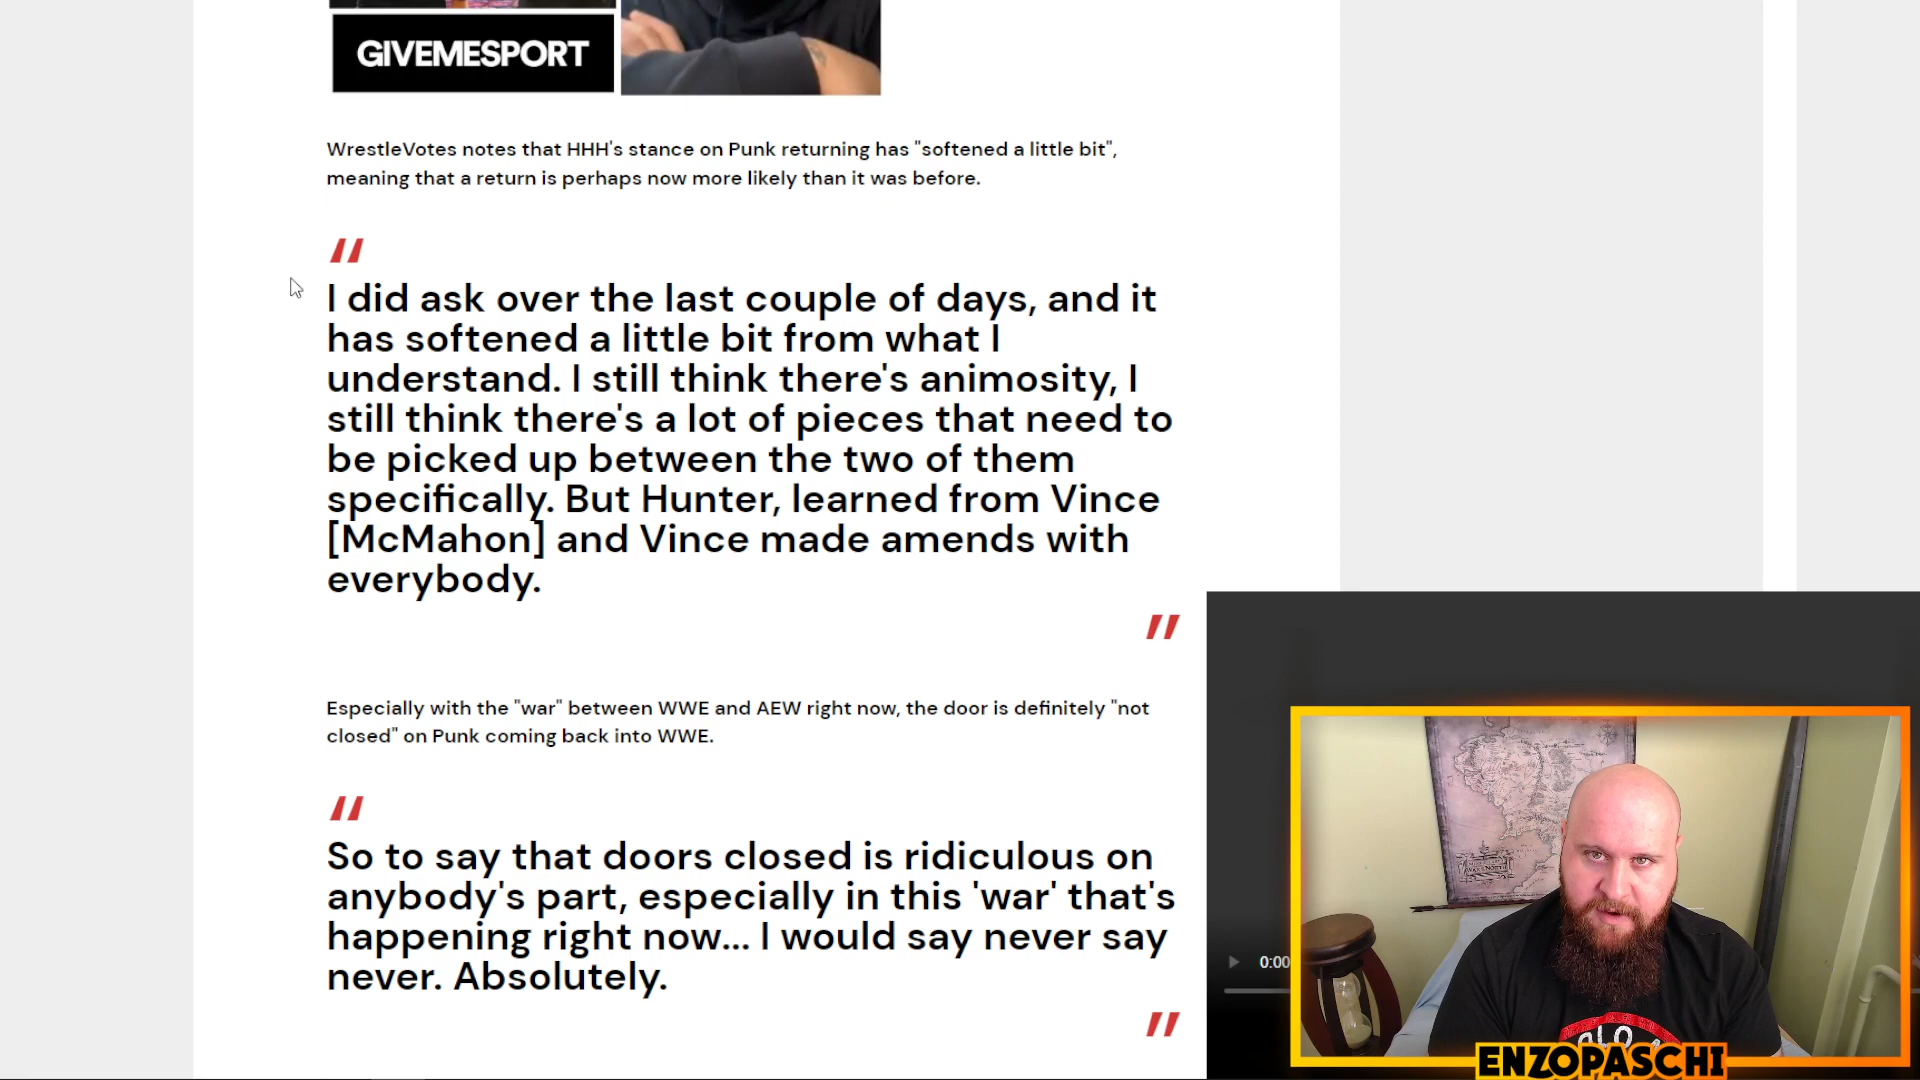 GIVEMESPORT
WrestleVotes notes that HHH's stance on Punk returning has "softened a little bit",
meaning that a return is perhaps now more likely than it was before.
“
I did ask over the last couple of days, and it
has softened a little bit from what I
understand. I still think there's animosity, I
still think there's a lot of pieces that need to
be picked up between the two of them
specifically. But Hunter, learned from Vince
[McMahon] and Vince made amends with
everybody.
”
Especially with the "war" between WWE and AEW right now, the door is definitely "not
closed" on Punk coming back into WWE.
“
So to say that doors closed is ridiculous on
anybody's part, especially in this 'war' that's
happening right now... I would say never say
never. Absolutely.
”
0:00
ENZOPASCHI